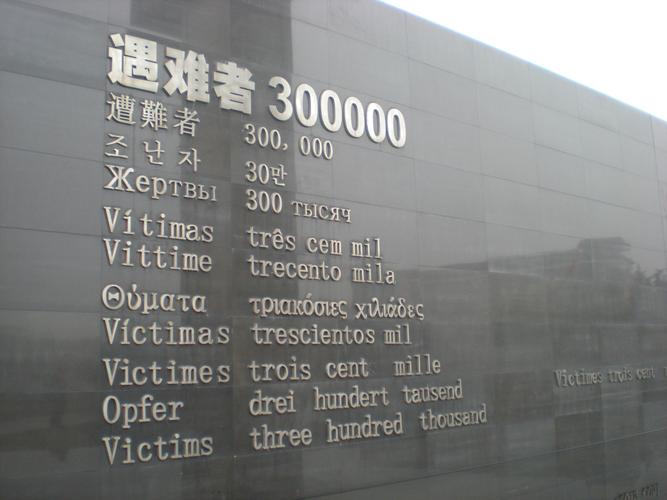 遇难者 300000
遭難者 300，000
조난자 30만
Жертвы 300 тысяч
Vítimas três cem mil
Vittime trecento mila
Θύματα τριακόσιες χιλιάδες
Víctimas trescientos mil
Victimes trois cent mille
Opfer drei hundert tausend
Victims three hundred thousand
Victimes trois cent